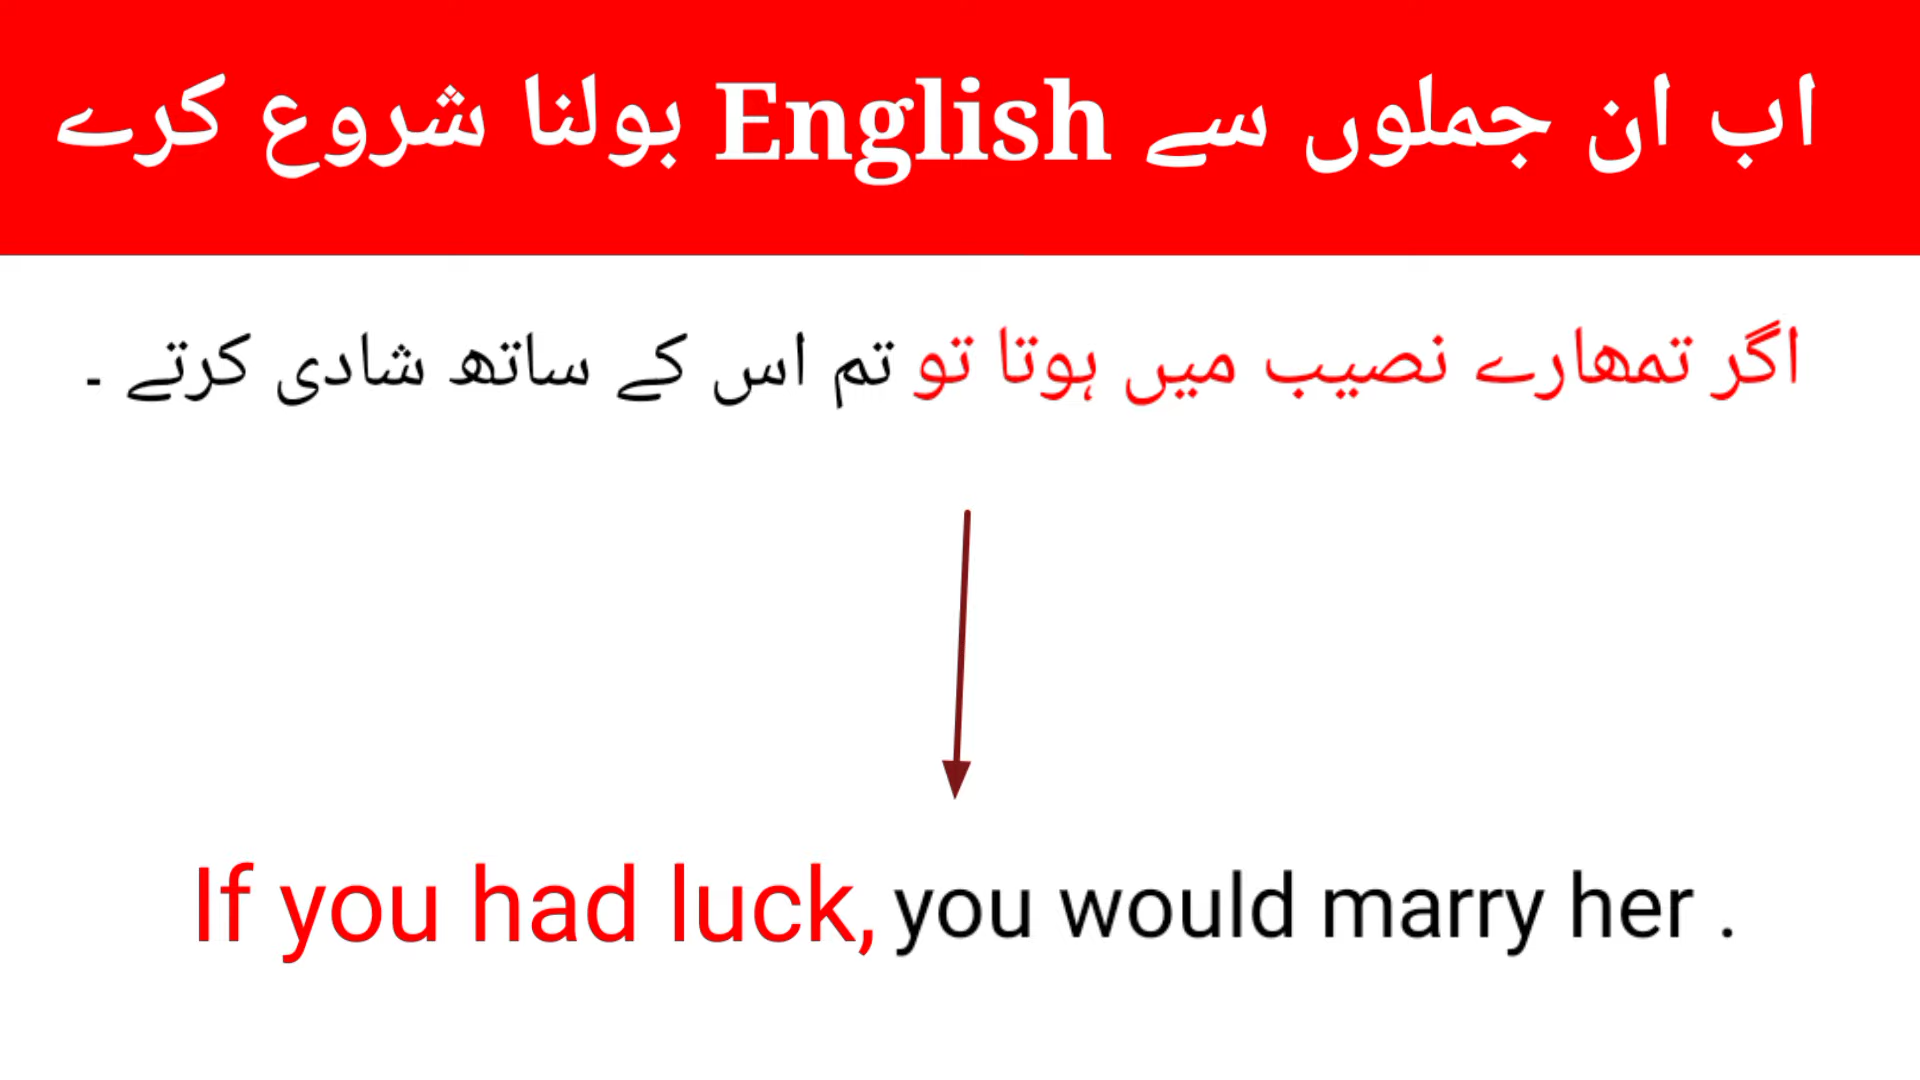 اب ان جملوں سے English بولنا شروع کرے
اگر تمھارے نصیب میں ہوتا تو تم اس کے ساتھ شادی کرتے ۔
If you had luck, you would marry her .